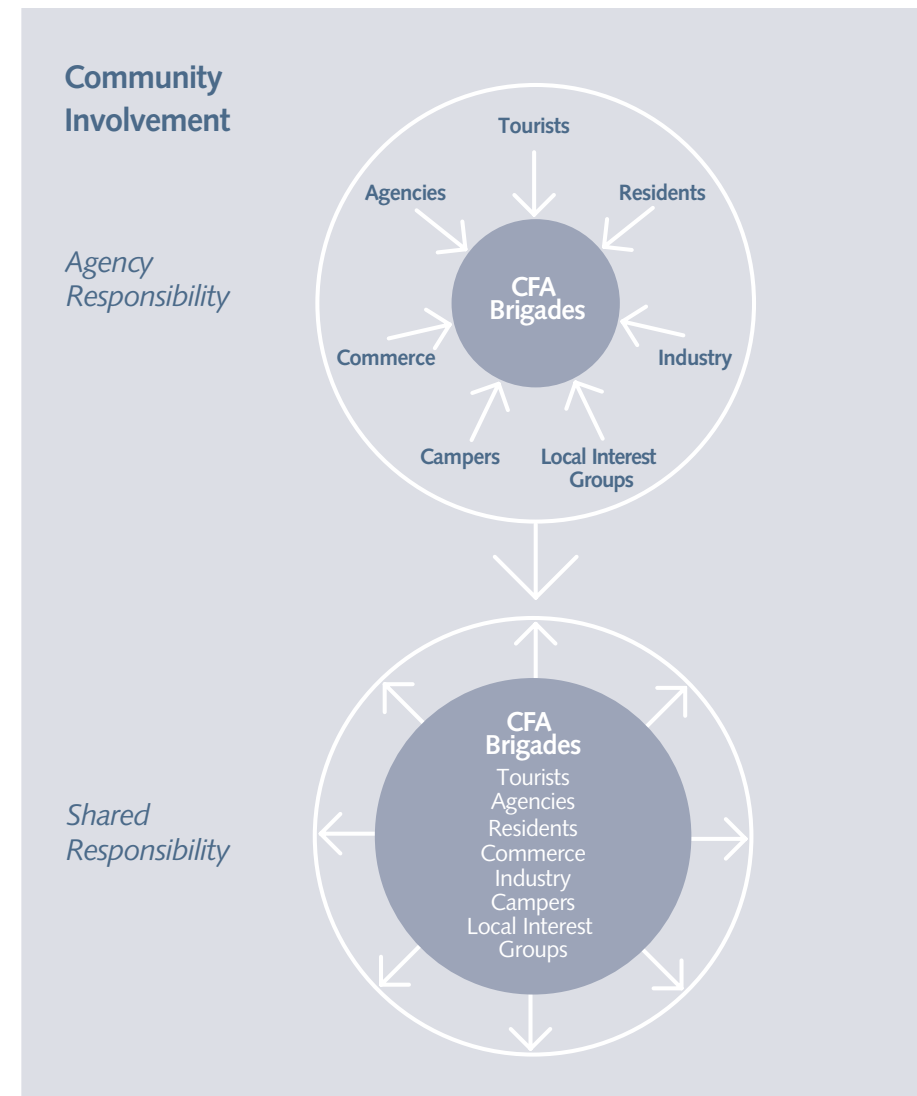 Community
Involvement
Tourists
Agencies
Residents
Agency
Responsibility
CFA
Brigades
Commerce
Industry
Campers
Local Interest
Groups
CFA
Brigades
Tourists
Agencies
Residents
Commerce
Industry
Campers
Local Interest
Groups
Shared
Responsibility